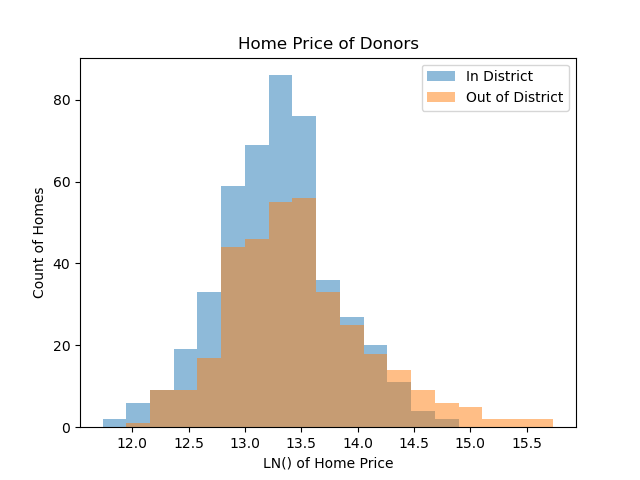 Home Price of Donors
In District
Out of District
80
60
40
20
0
Count of Homes
12.0 12.5 13.0 13.5 14.0 14.5 15.0 15.5
LN() of Home Price